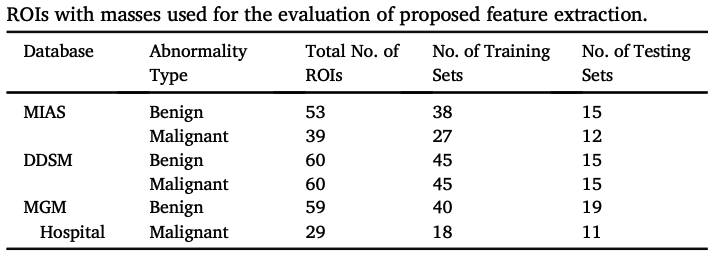 ROIs with masses used for the evaluation of proposed feature extraction.
Database Abnormality Type Total No. of ROIs No. of Training Sets No. of Testing Sets
MIAS Benign 53 38 15
Malignant 39 27 12
DDSM Benign 60 45 15
Malignant 60 45 15
MGM Benign 59 40 19
Hospital Malignant 29 18 11